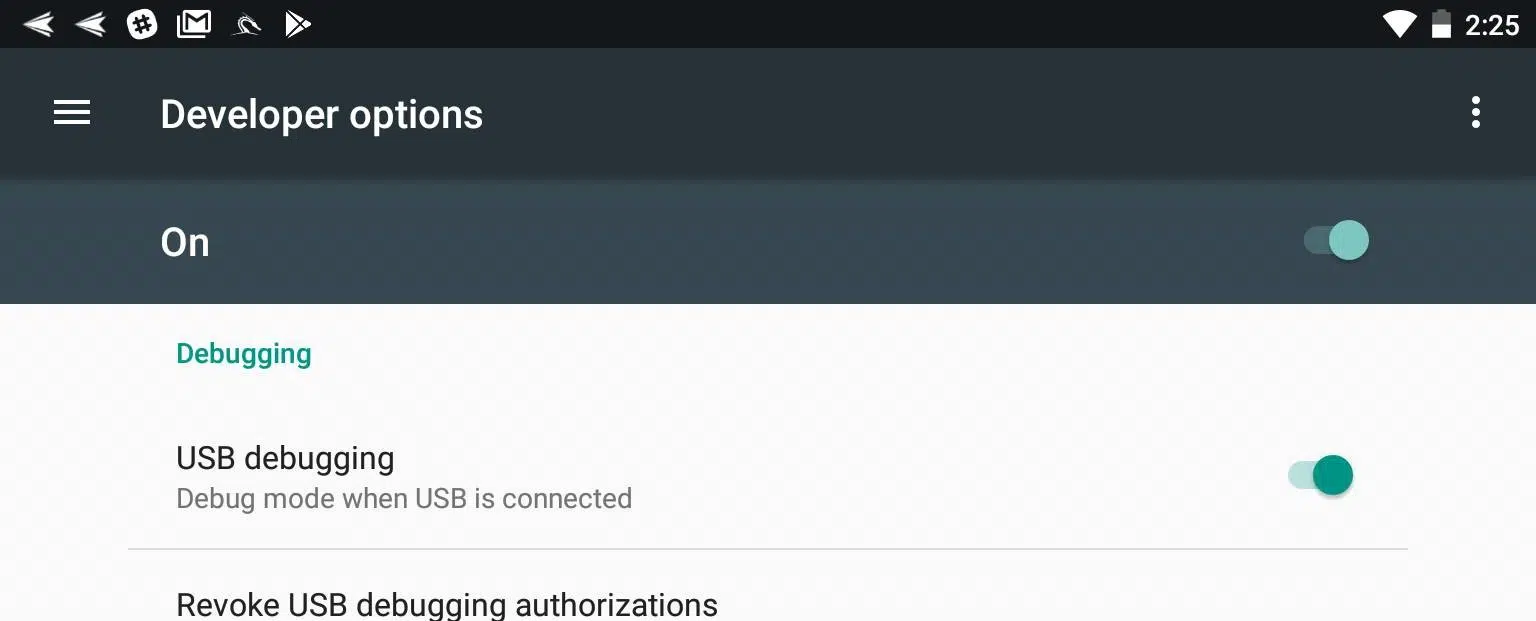 2:25
Developer options
On
Debugging
USB debugging
Debug mode when USB is connected
Revoke USB debugging authorizations